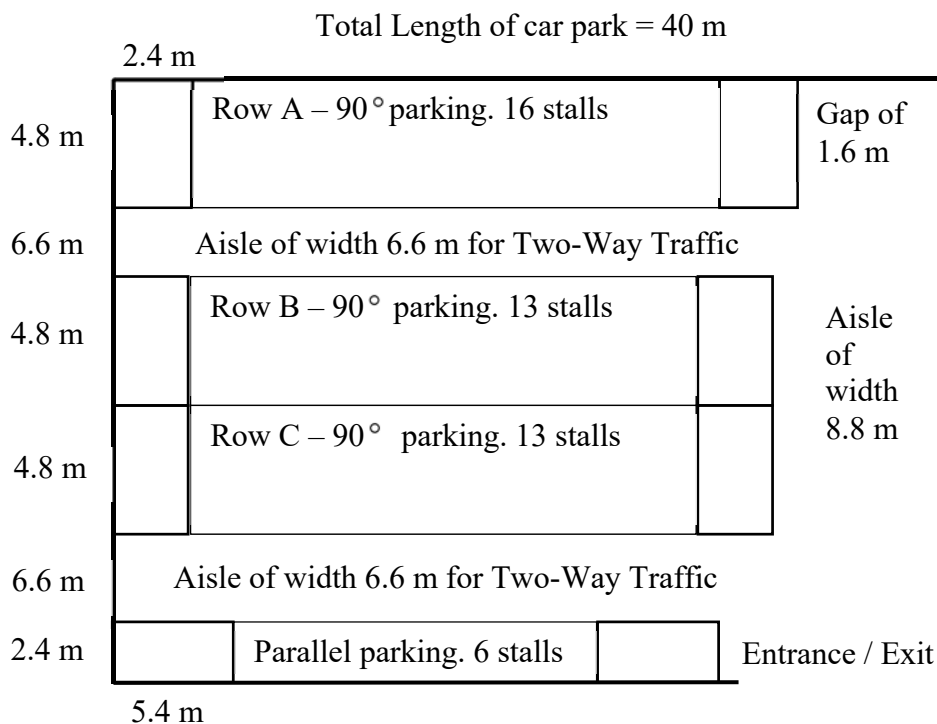 Total Length of car park = 40 m
2.4 m
4.8 m
Row A – 90° parking. 16 stalls
Gap of
1.6 m
6.6 m
Aisle of width 6.6 m for Two-Way Traffic
4.8 m
Row B – 90° parking. 13 stalls
Aisle
of
width
8.8 m
4.8 m
Row C – 90° parking. 13 stalls
6.6 m
Aisle of width 6.6 m for Two-Way Traffic
2.4 m
Parallel parking. 6 stalls
Entrance / Exit
5.4 m